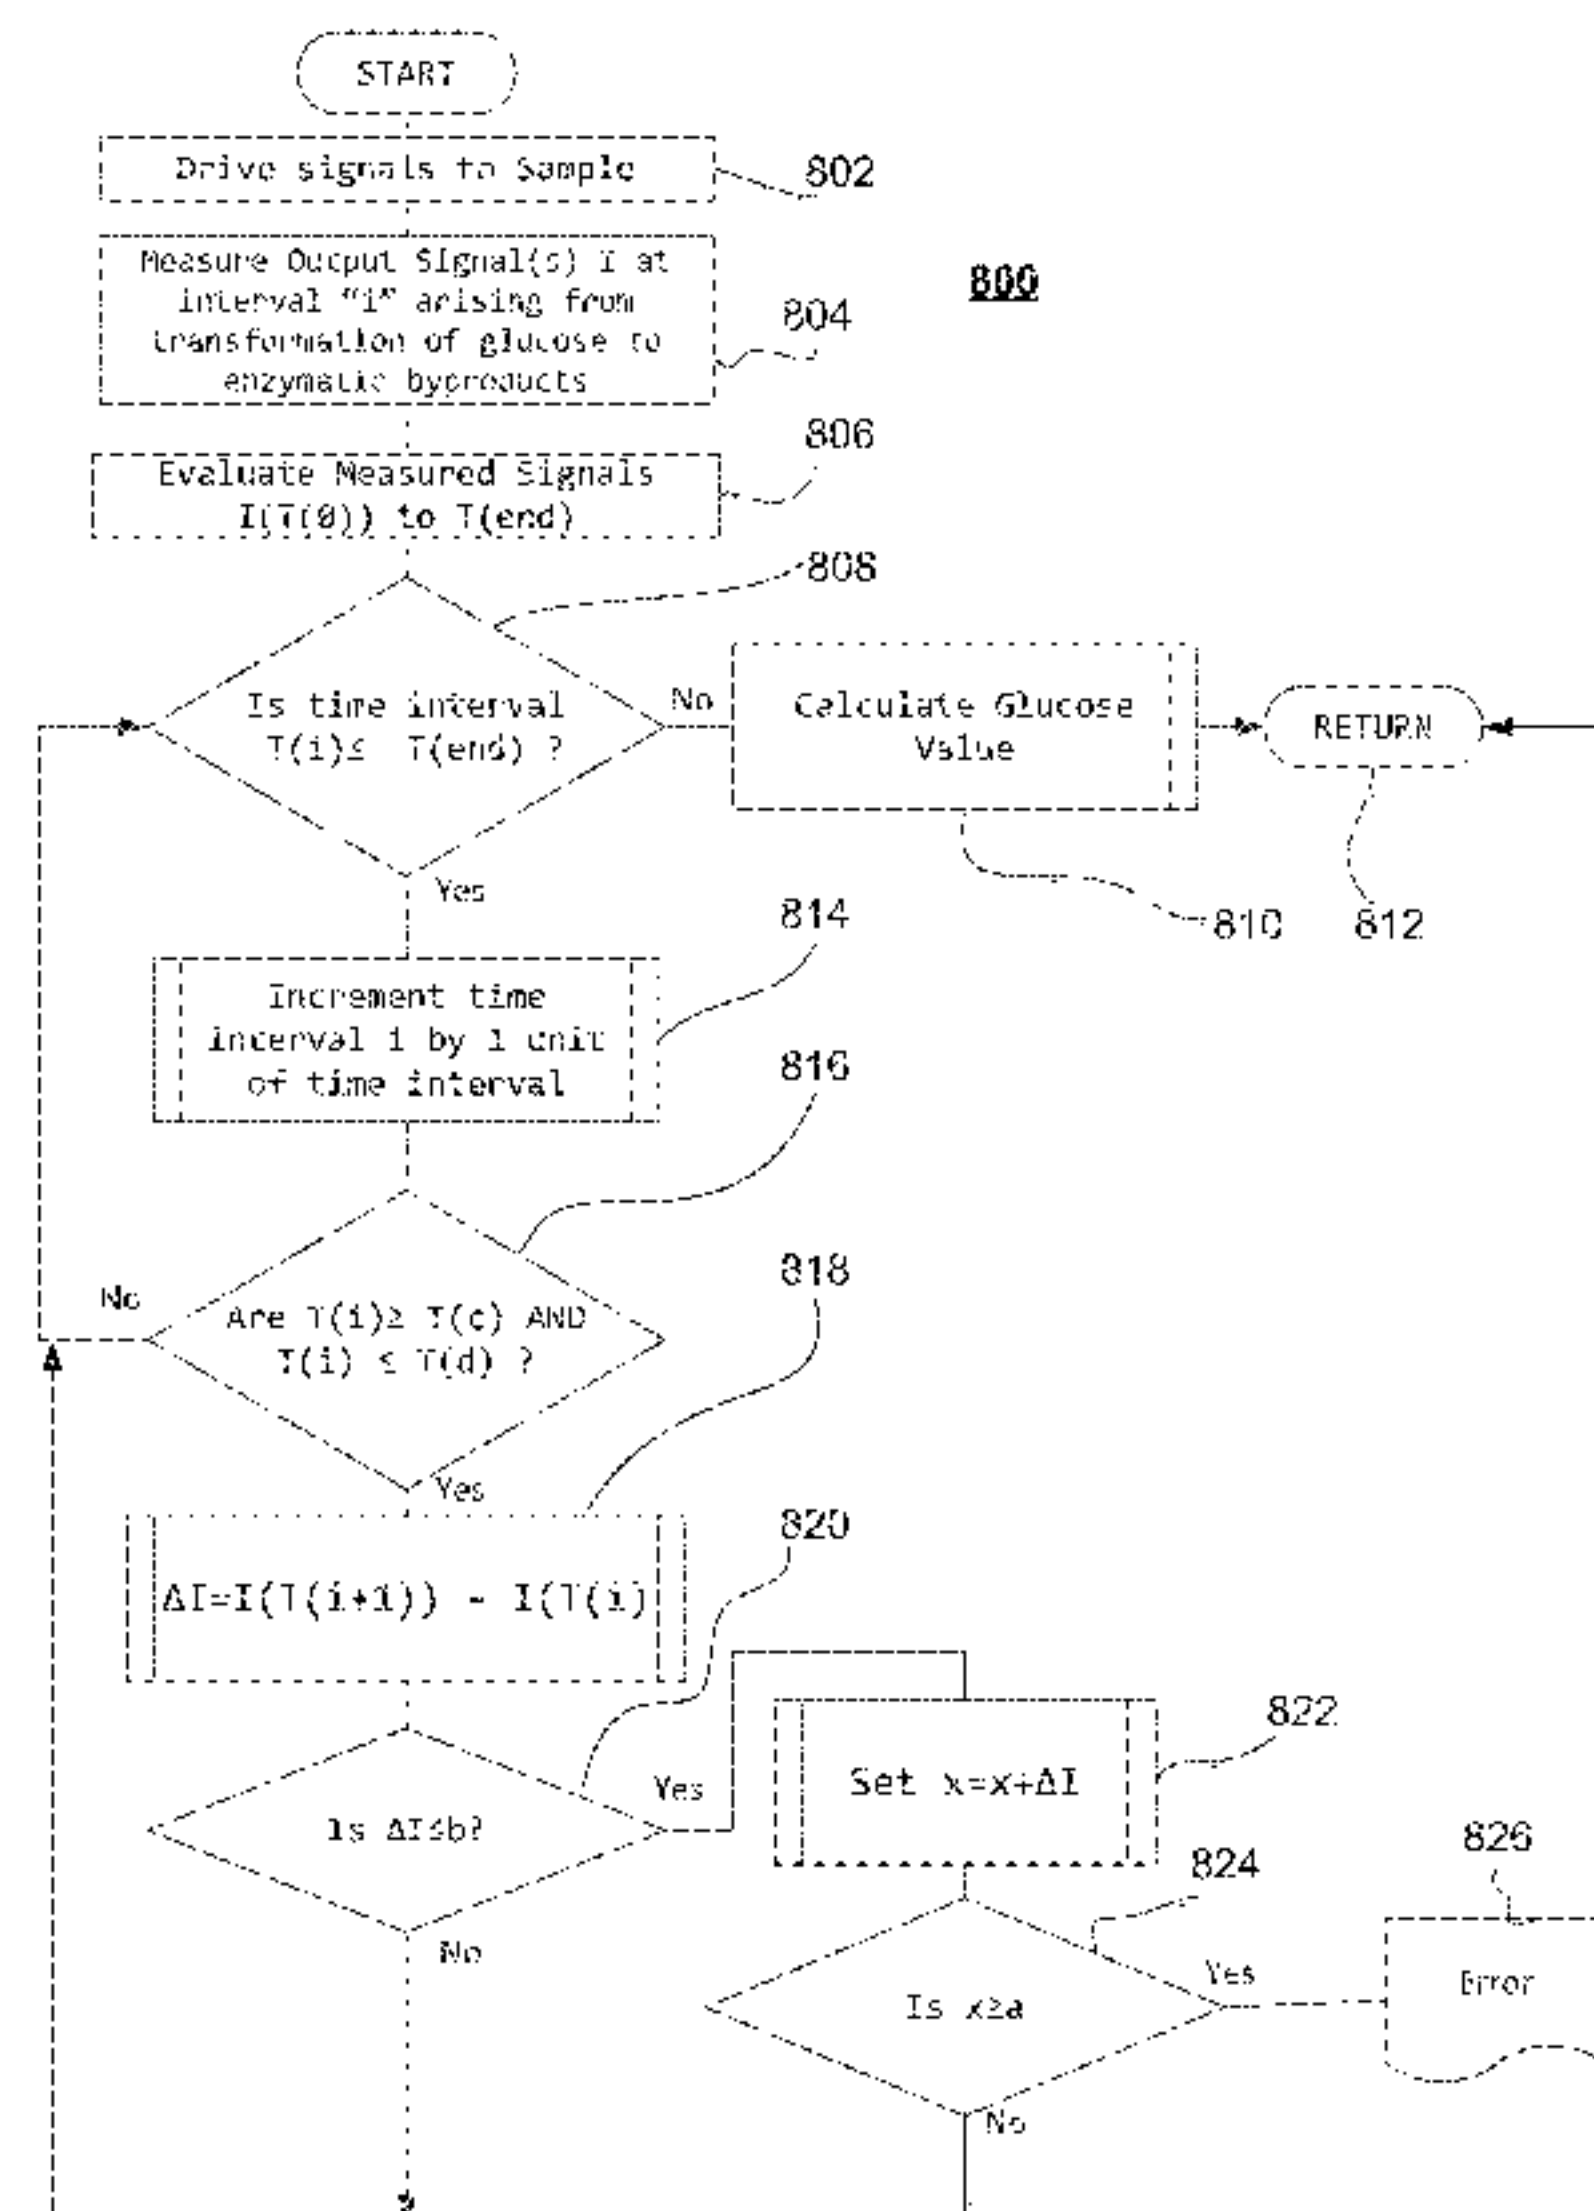 START
Drive signals to Sample
802
Measure Output Signal(s) I at
interval "i" arising from
transformation of glucose to
enzymatic byproducts
804
800
Evaluate Measured Signals
I(T(0)) to T(end)
806
808
Is time interval
T(i)≤ T(end) ?
No
Calculate Glucose
Value
RETURN
Yes
810
812
814
Increment time
interval i by 1 unit
of time interval
816
No
Are T(i)≥ T(c) AND
T(i) ≤ T(d) ?
818
Yes
820
ΔI=I(T(i+1)) - I(T(i)
822
Set x=x+ΔI
Yes
Is ΔI≤b?
826
824
No
Yes
Error
Is x≥a
No